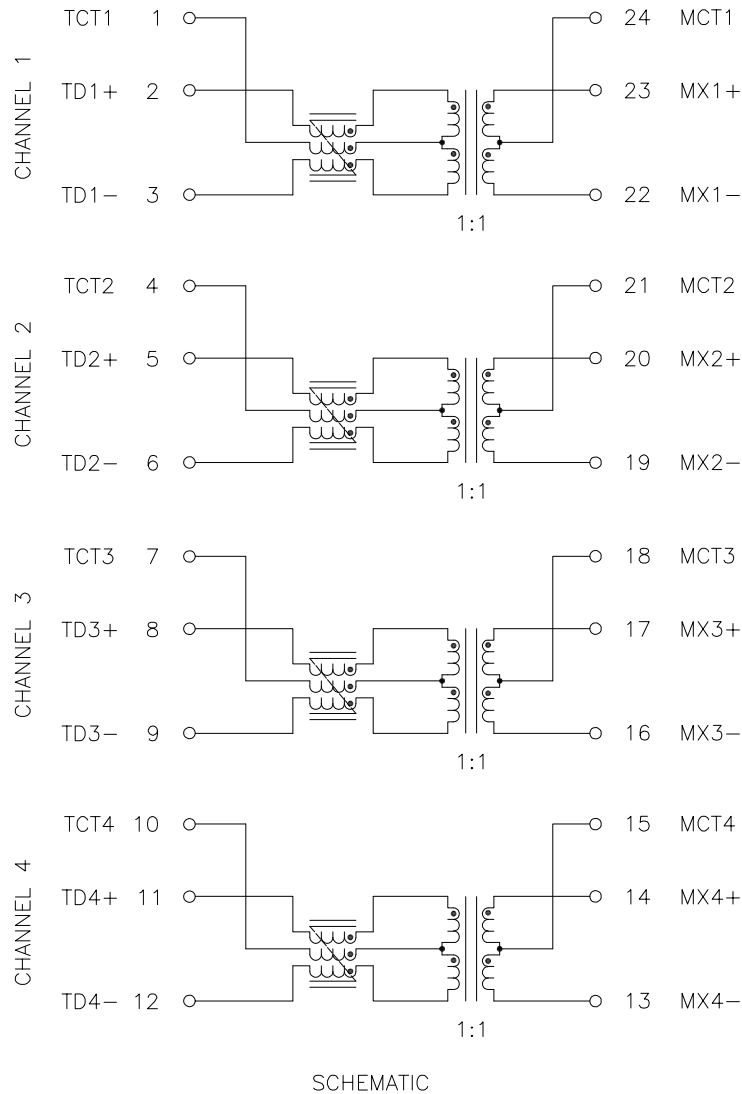 CHANNEL 1
TCT1 1 24 MCT1
TD1+ 2 23 MX1+
TD1− 3 22 MX1−
1:1
CHANNEL 2
TCT2 4 21 MCT2
TD2+ 5 20 MX2+
TD2− 6 19 MX2−
1:1
CHANNEL 3
TCT3 7 18 MCT3
TD3+ 8 17 MX3+
TD3− 9 16 MX3−
1:1
CHANNEL 4
TCT4 10 15 MCT4
TD4+ 11 14 MX4+
TD4− 12 13 MX4−
1:1
SCHEMATIC